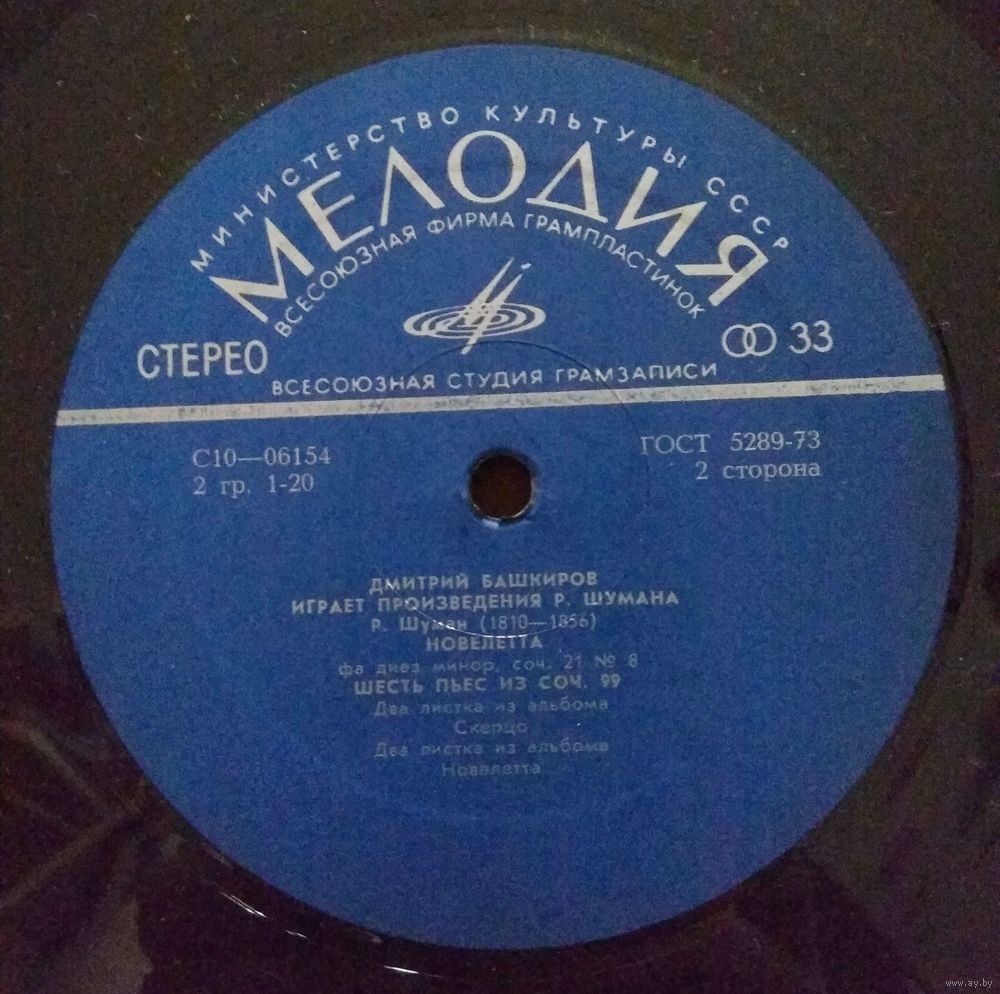 МИНИСТЕРСТВО КУЛЬТУРЫ СССР
МЕЛОДИЯ
ВСЕСОЮЗНАЯ ФИРМА ГРАМПЛАСТИНОК
СТЕРЕО
33
ВСЕСОЮЗНАЯ СТУДИЯ ГРАМЗАПИСИ
С10—06154
ГОСТ 5289-73
2 гр. 1-20
2 сторона
ДМИТРИЙ БАШКИРОВ
ИГРАЕТ ПРОИЗВЕДЕНИЯ Р. ШУМАНА
Р. Шуман (1810—1856)
НОВЕЛЕТТА
фа диез минор, соч. 21 № 8
ШЕСТЬ ПЬЕС ИЗ СОЧ. 99
Два листка из альбома
Скерцо
Два листка из альбома
Новелетта
www.ay.by